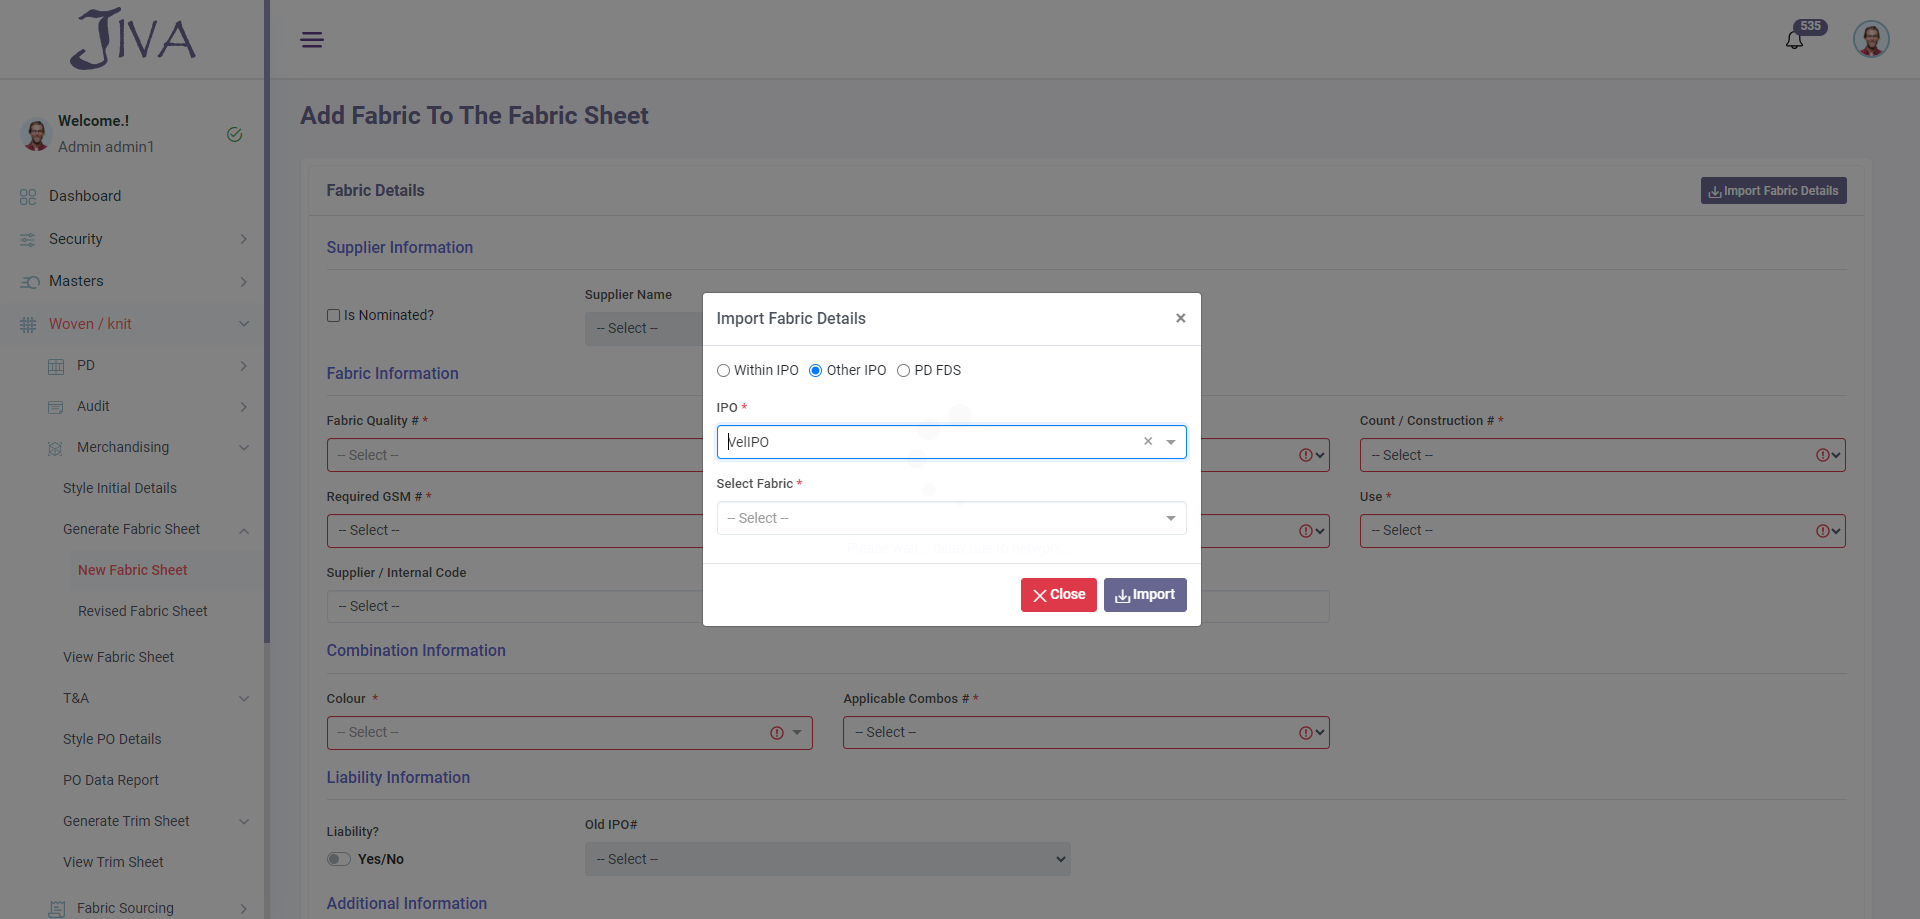 JIVA
535
Welcome.!
Admin admin1
Dashboard
Security
Masters
Woven / knit
PD
Audit
Merchandising
Style Initial Details
Generate Fabric Sheet
New Fabric Sheet
Revised Fabric Sheet
View Fabric Sheet
T&A
Style PO Details
PO Data Report
Generate Trim Sheet
View Trim Sheet
Fabric Sourcing
Add Fabric To The Fabric Sheet
Fabric Details
Import Fabric Details
Supplier Information
Is Nominated?
Supplier Name
-- Select --
Fabric Information
Fabric Quality # *
-- Select --
Count / Construction # *
-- Select --
Required GSM # *
-- Select --
Use *
-- Select --
Supplier / Internal Code
-- Select --
Combination Information
Colour *
-- Select --
Applicable Combos # *
-- Select --
Liability Information
Liability?
Yes/No
Old IPO#
-- Select --
Additional Information
Import Fabric Details
×
Within IPO Other IPO PD FDS
IPO *
VelIPO
×
Select Fabric *
-- Select --
Close
Import